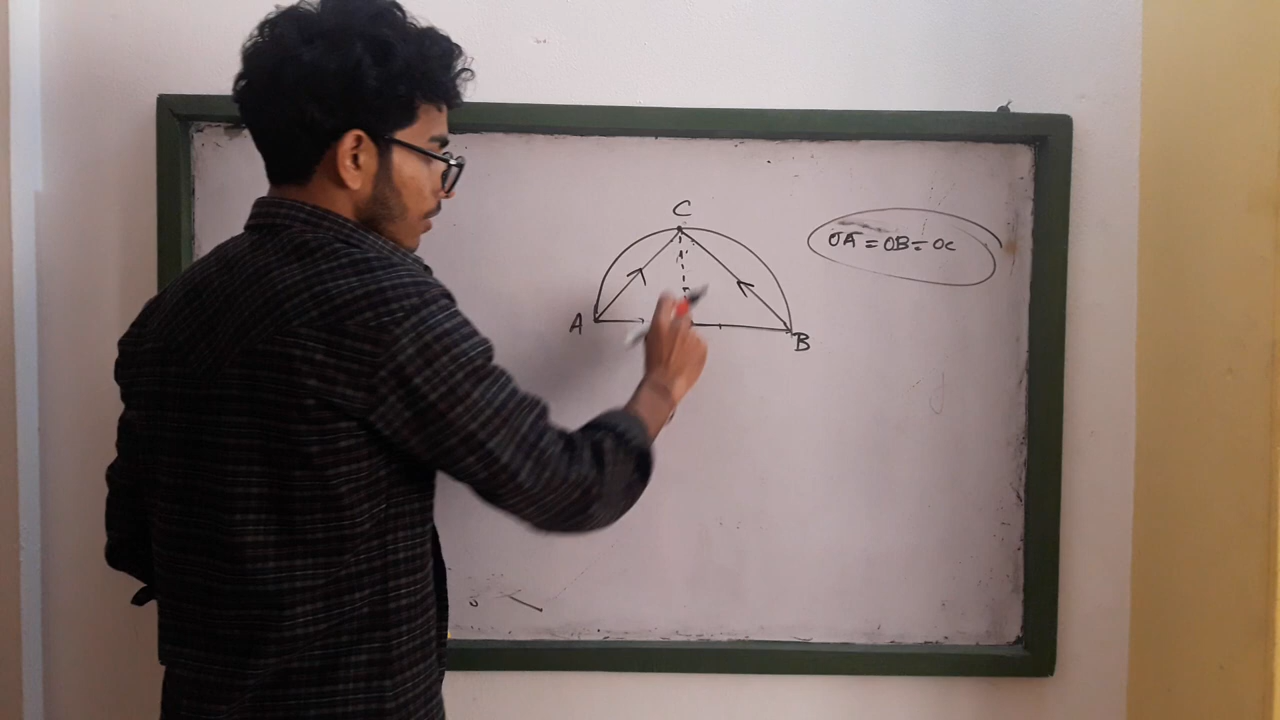 C
OA = OB = OC
A
B